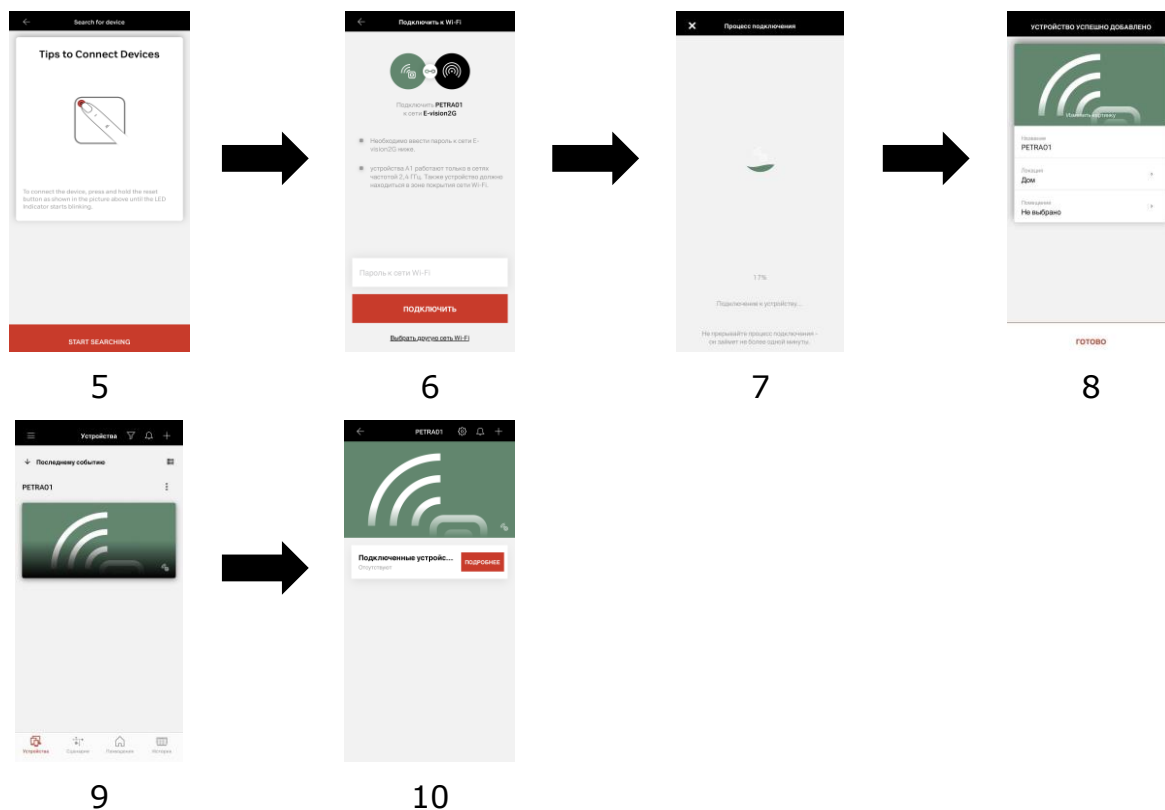 Search for device
Tips to Connect Devices
To connect the device, press and hold the reset
button as shown in the picture above until the LED
indicator starts blinking.
START SEARCHING
5
Подключить к Wi-Fi
Подключить PETRA01
к сети E-vision2G
Необходимо ввести пароль к сети E-
vision2G ниже.
устройства A1 работают только в сетях
частотой 2,4 ГГц. Также устройство должно
находиться в зоне покрытия сети Wi-Fi.
Пароль к сети Wi-Fi
ПОДКЛЮЧИТЬ
Выбрать другую сеть Wi-Fi
6
Процесс подключения
17%
Подключение к устройству...
Не прерывайте процесс подключения -
он займет не более одной минуты.
7
УСТРОЙСТВО УСПЕШНО ДОБАВЛЕНО
Изменить картинку
Название
PETRA01
Локация
Дом
Помещение
Не выбрано
ГОТОВО
8
Устройства
Последнему событию
PETRA01
Устройства
Сценарии
Помещения
История
9
PETRA01
Подключенные устройс...
Отсутствуют
ПОДРОБНЕЕ
10